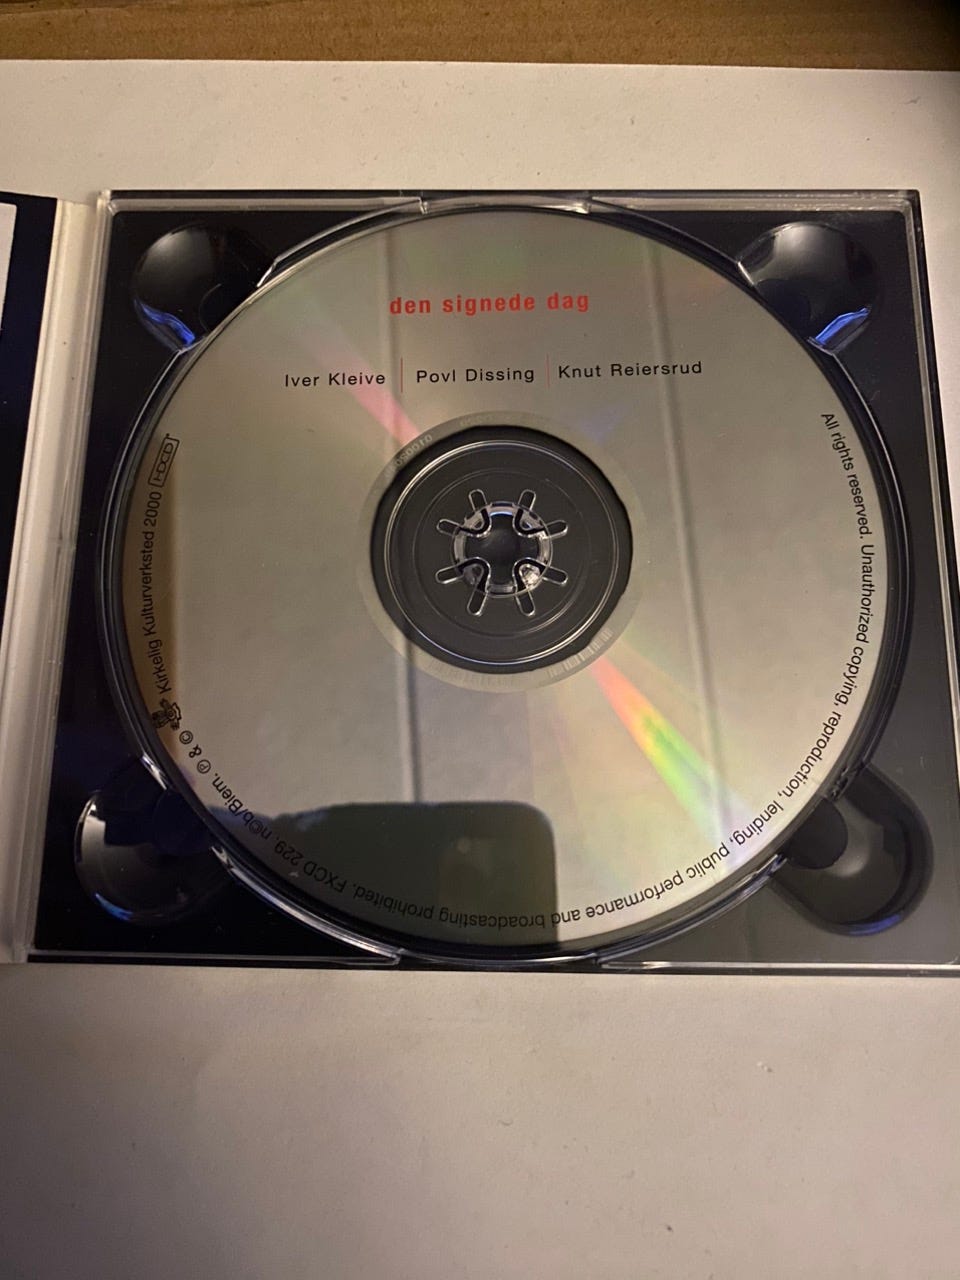 den signede dag
Iver Kleive | Povl Dissing | Knut Reiersrud
All rights reserved. Unauthorized copying, reproduction, lending, public performance and broadcasting prohibited. FXCD 229, n©b/Biem. ℗ & © Kirkelig Kulturverksted 2000 HDCD